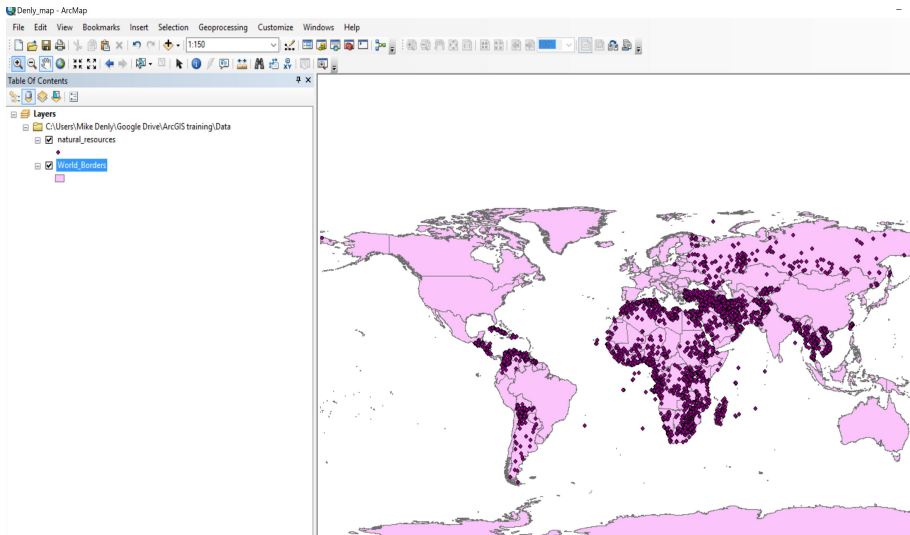 Denly_map - ArcMap
File Edit View Bookmarks Insert Selection Geoprocessing Customize Windows Help
1:150
Table Of Contents
Layers
C:\Users\Mike Denly\Google Drive\ArcGIS training\Data
natural_resources
World_Borders